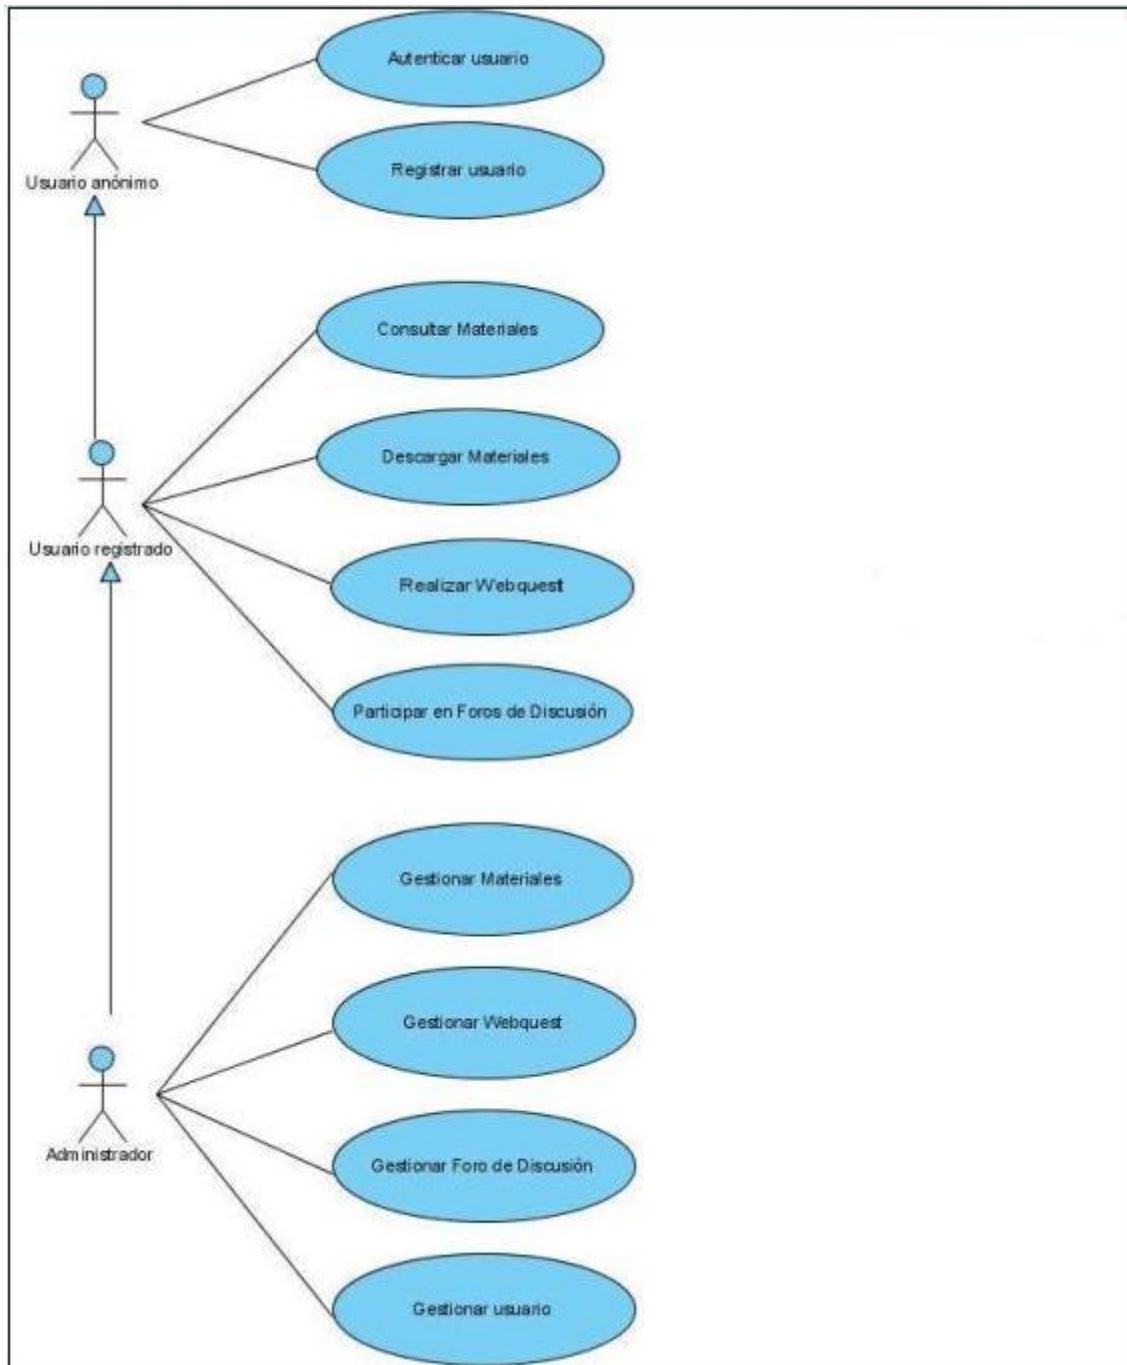 Autenticar usuario
Usuario anónimo
Registrar usuario
Consultar Materiales
Descargar Materiales
Usuario registrado
Realizar Webquest
Participar en Foros de Discusión
Gestionar Materiales
Gestionar Webquest
Administrador
Gestionar Foro de Discusión
Gestionar usuario